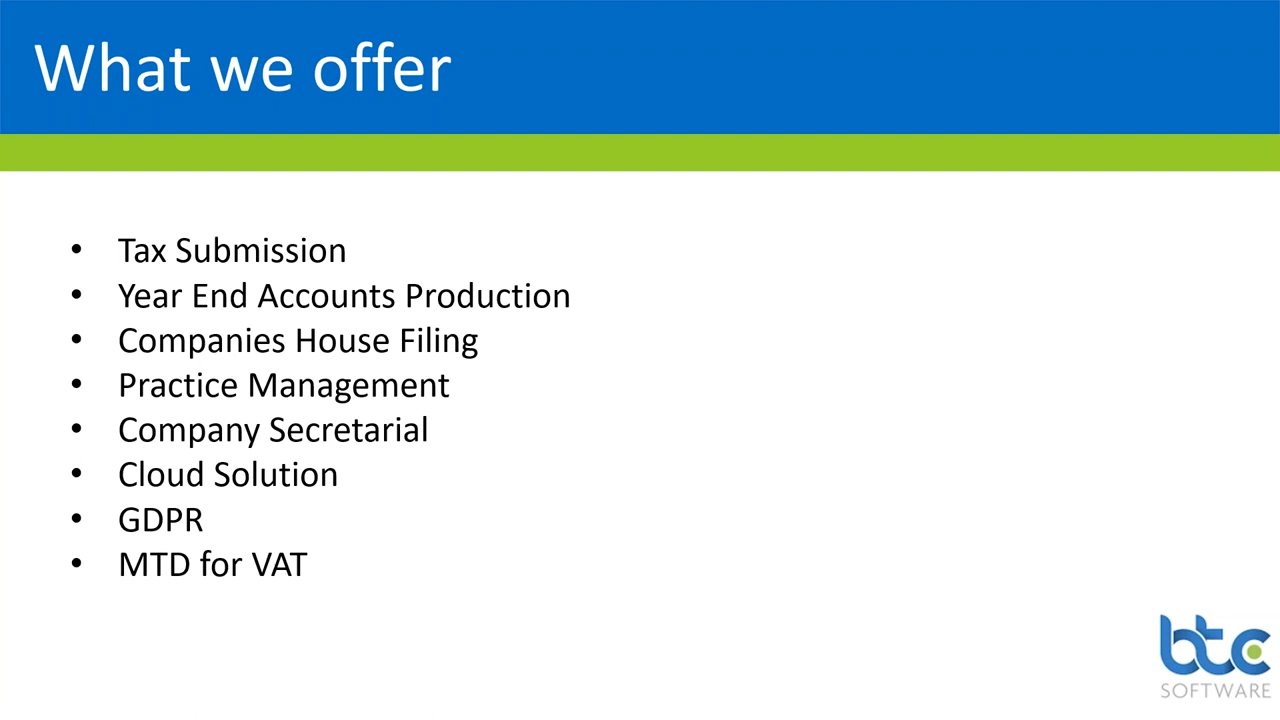 What we offer
• Tax Submission
• Year End Accounts Production
• Companies House Filing
• Practice Management
• Company Secretarial
• Cloud Solution
• GDPR
• MTD for VAT
btc
SOFTWARE